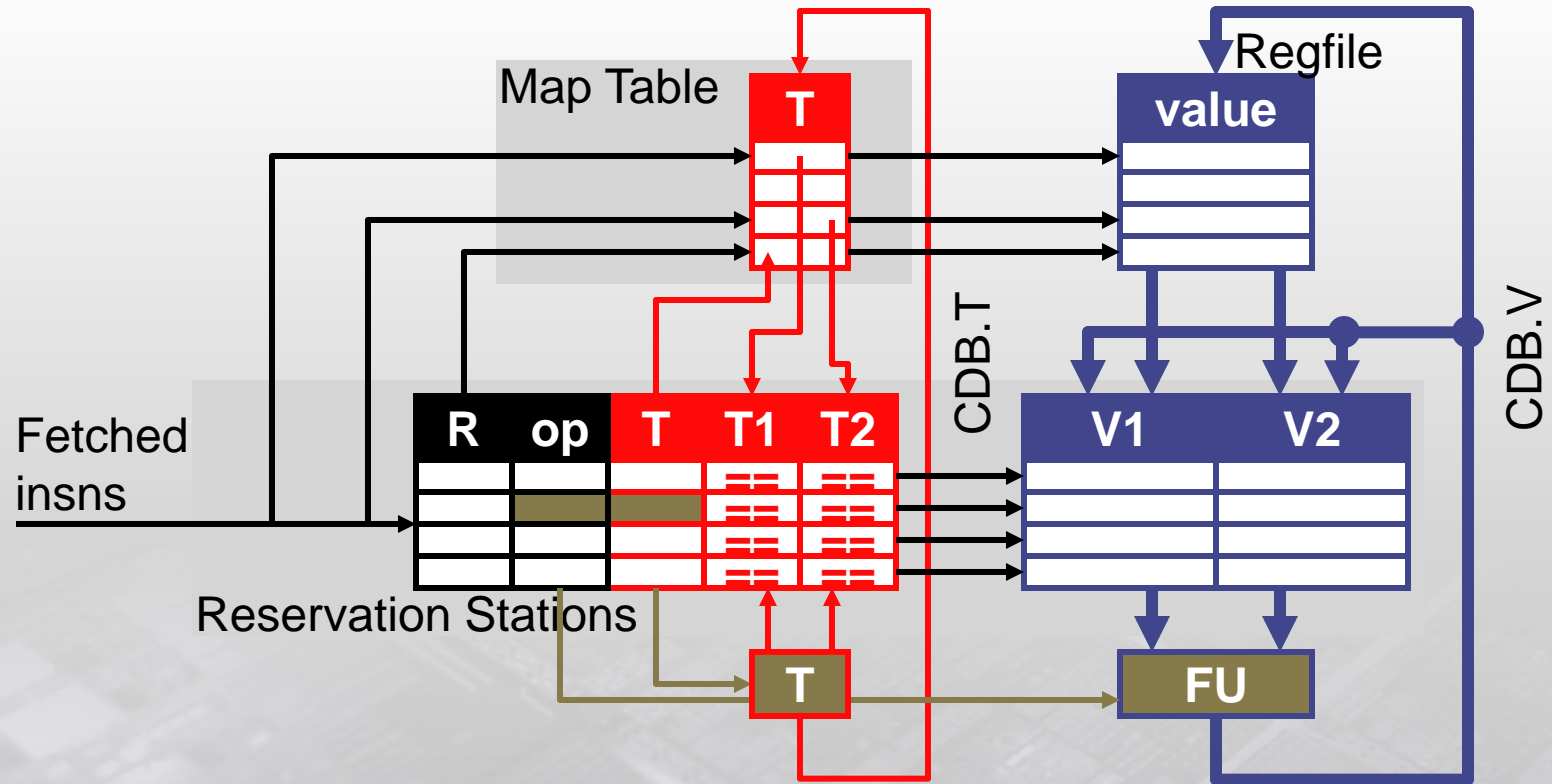 Regfile
Map Table
T
value
CDB.T
CDB.V
R op T T1 T2
V1 V2
Fetched
insns
== ==
== ==
== ==
== ==
Reservation Stations
T
FU